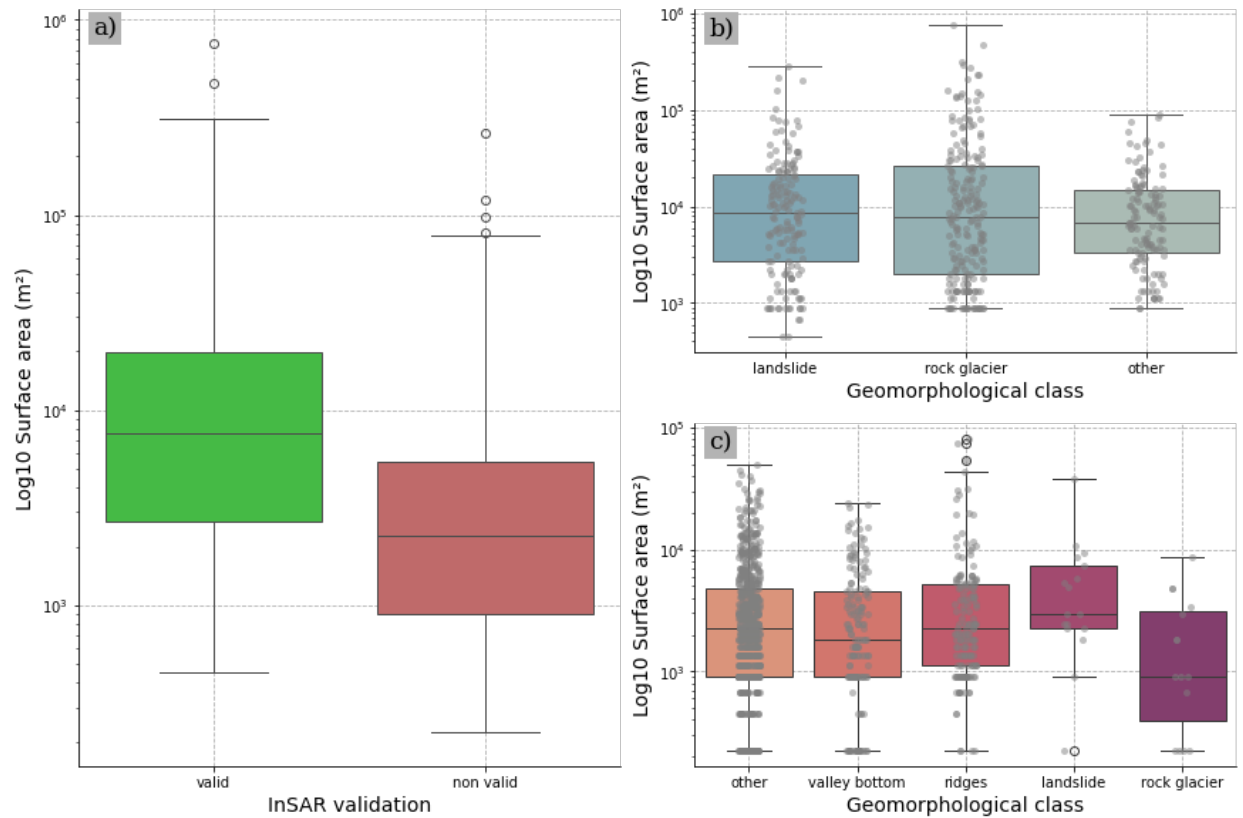 a)
Log10 Surface area (m²)
10⁶
10⁵
10⁴
10³
valid
non valid
InSAR validation
b)
Log10 Surface area (m²)
10⁶
10⁵
10⁴
10³
landslide
rock glacier
other
Geomorphological class
c)
Log10 Surface area (m²)
10⁵
10⁴
10³
other
valley bottom
ridges
landslide
rock glacier
Geomorphological class